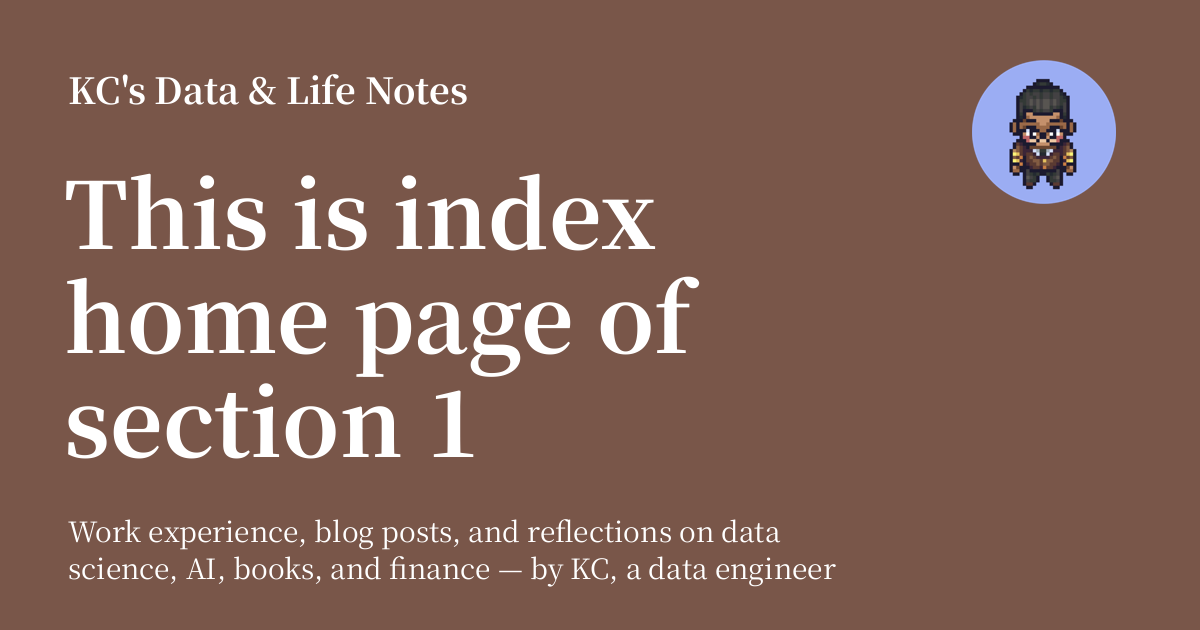 KC's Data & Life Notes
This is index
home page of
section 1
Work experience, blog posts, and reflections on data
science, AI, books, and finance — by KC, a data engineer